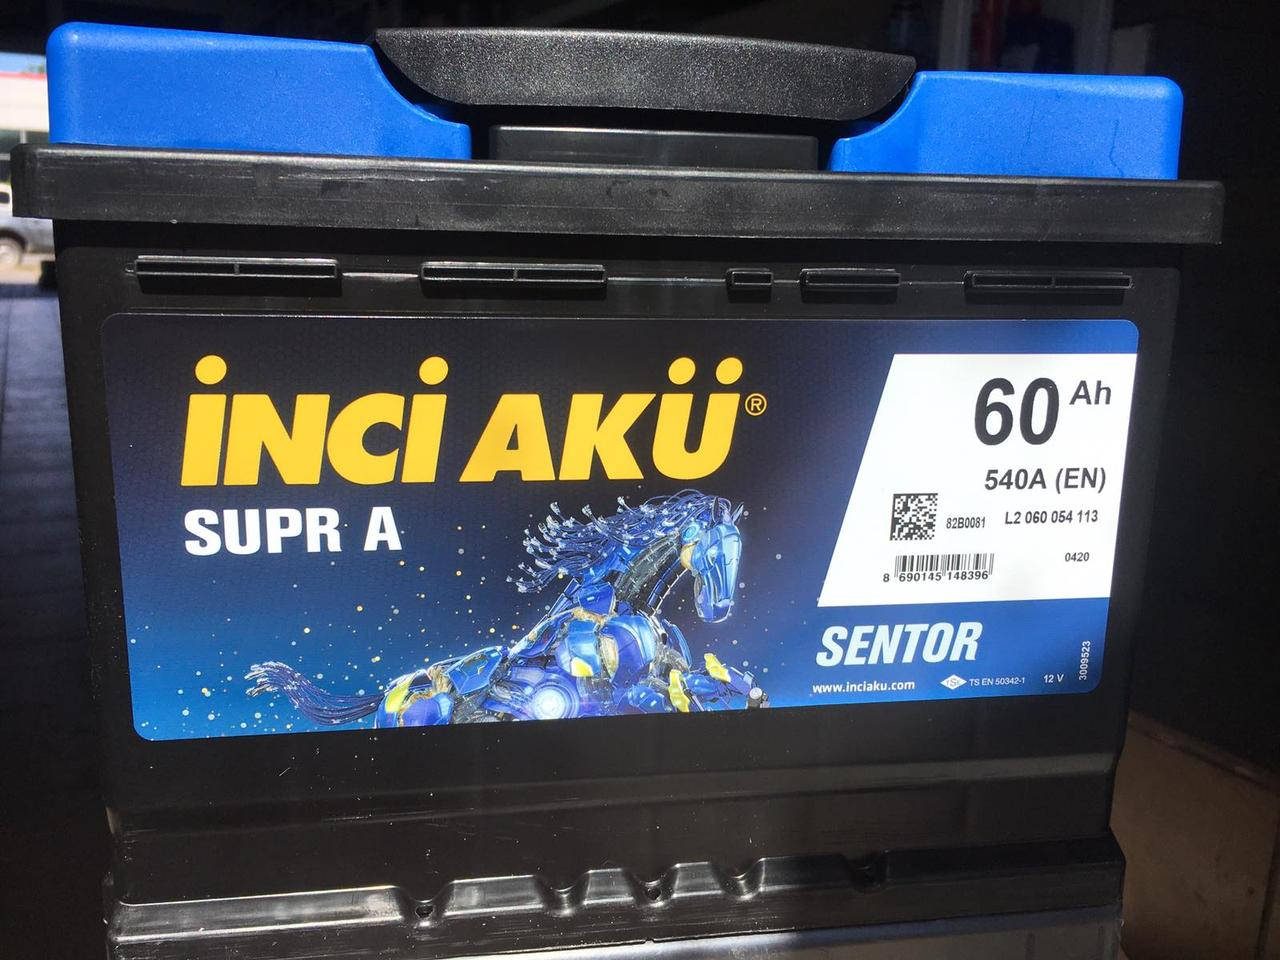 İNCİ AKÜ®
SUPR A
60 Ah
540A (EN)
82B0081 L2 060 054 113
8 690145 148396
0420
SENTOR
www.inciaku.com
TSE TS EN 50342-1 12 V
3009523